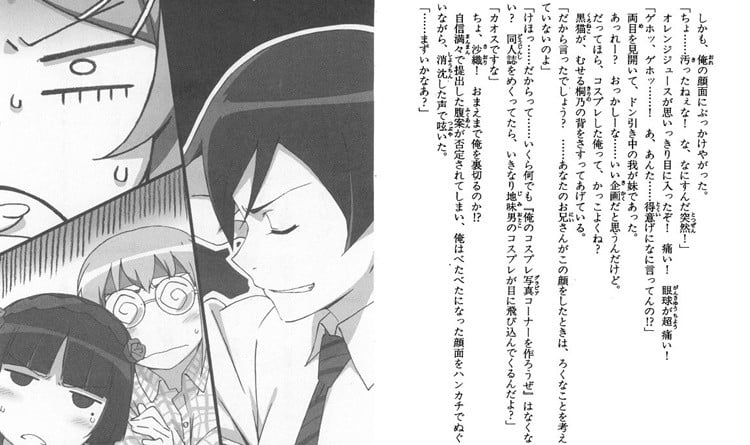 しかも、俺の顔面にぶっかけやがった。
「ちょ……汚ったねぇな！　な、なにすんだ突然！」
オレンジジュースが思いっきり目に入ったぞ！　痛い！　眼球が超痛い！
「ゲホッ、ゲホッ……！　あ、あんた……得意げになに言ってんの!?」
両目を見開いて、ドン引き中の我が妹であった。
あっれー？　おっかしーな……いい企画だと思うんだけど。
だってほら、コスプレした俺って、かっこよくね？
黒猫が、むせる桐乃の背をさすってあげている。
「だから言ったでしょう？　……あなたのお兄さんがこの顔をしたときは、ろくなことを考え
ていないのよ」
「けほっ……だからって……いくら何でも『俺のコスプレ写真コーナーを作ろうぜ』はなくな
い？　同人誌をめくってたら、いきなり地味男のコスプレが目に飛び込んでくるんだよ？」
「カオスですな」
ちょ、沙織！　おまえまで俺を裏切るのか!?
自信満々で提出した腹案が否定されてしまい、俺はべたべたになった顔面をハンカチでぬぐ
いながら、消沈した声で呟いた。
「……まずいかなあ？」